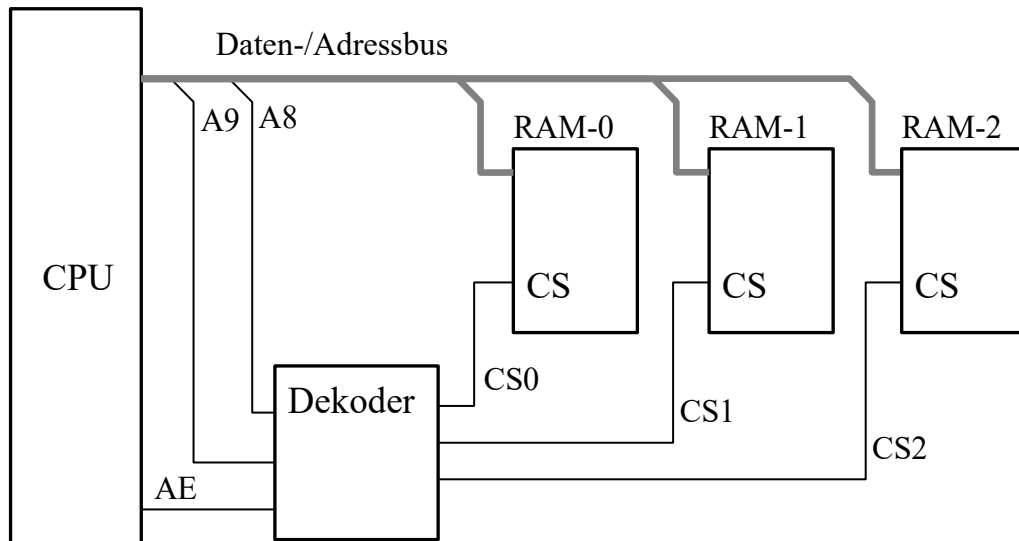 Daten-/Adressbus
A9
A8
RAM-0
RAM-1
RAM-2
CPU
CS
CS
CS
Dekoder
CS0
CS1
CS2
AE